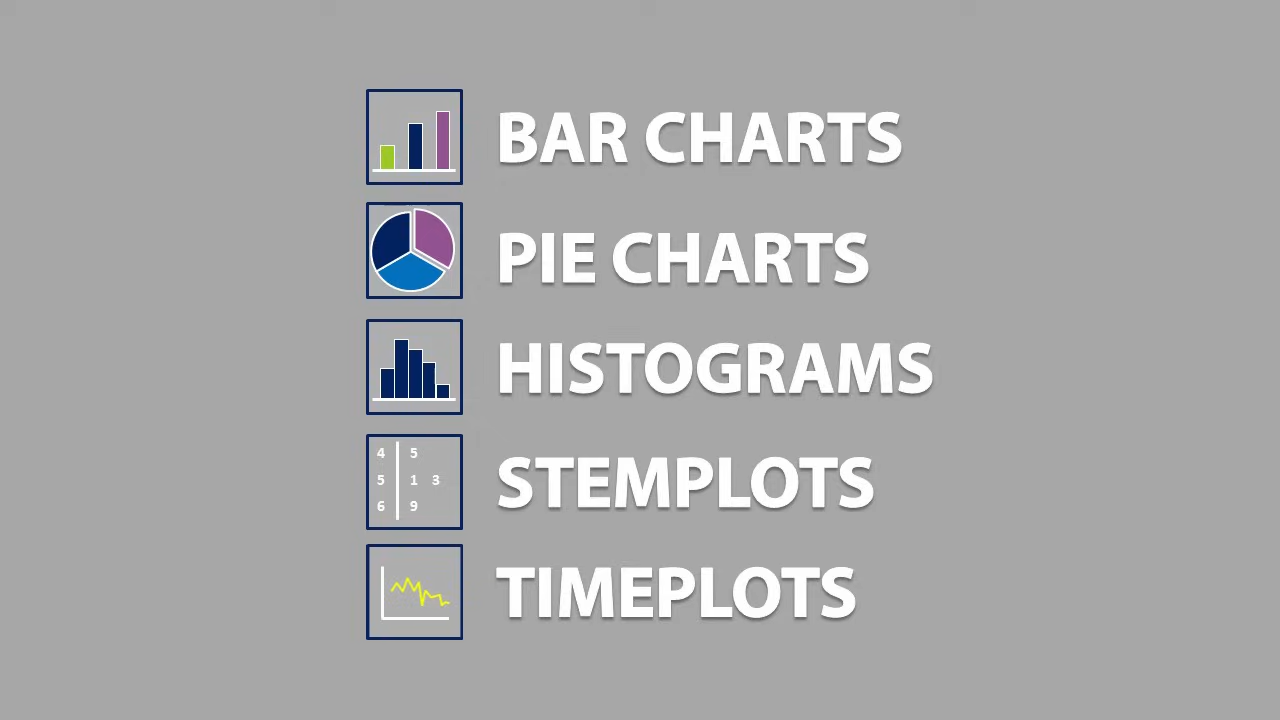 BAR CHARTS
PIE CHARTS
HISTOGRAMS
4 5
5 1 3
6 9
STEMPLOTS
TIMEPLOTS